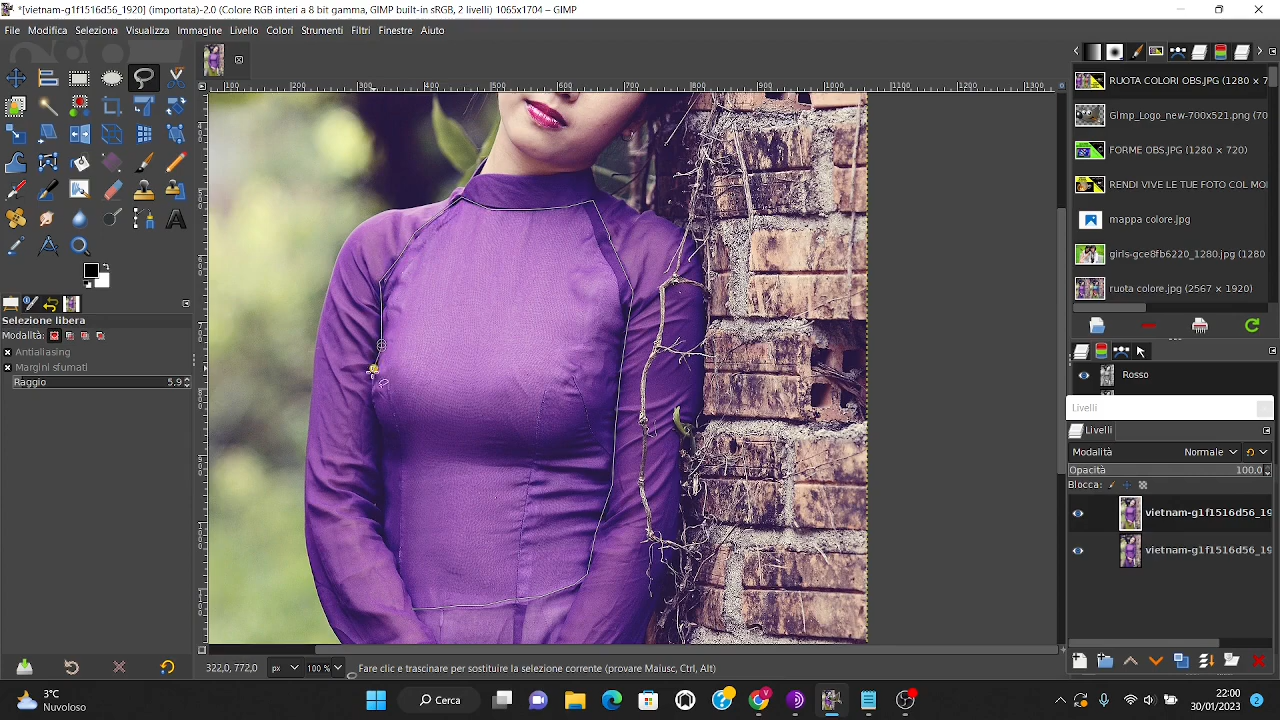 *[vietnam-g1f1516d56_1920] (importata)-2.0 (Colore RGB interi a 8 bit gamma, GIMP built-in sRGB, 2 livelli) 1065x1704 – GIMP
File Modifica Seleziona Visualizza Immagine Livello Colori Strumenti Filtri Finestre Aiuto
Selezione libera
Modalità:
Antialiasing
Margini sfumati
Raggio 5.9
RUOTA COLORI OBS.JPG (1280 × 7
Gimp_Logo_new-700x521.jpg (70
FORME OBS.JPG (1280 × 720)
RENDI VIVE LE TUE FOTO COL MO
mappa colore.jpg
girls-gce8fb6220_1280.jpg (1280
ruota colore.jpg (2567 × 1920)
Rosso
Livelli
Livelli
Modalità Normale
Opacità 100,0
Blocca:
vietnam-g1f1516d56_19
vietnam-g1f1516d56_19
322,0, 772,0 px 100 % Fare clic e trascinare per sostituire la selezione corrente (provare Maiusc, Ctrl, Alt)
3°C
Nuvoloso
Cerca
22:00
30/01/2023
2